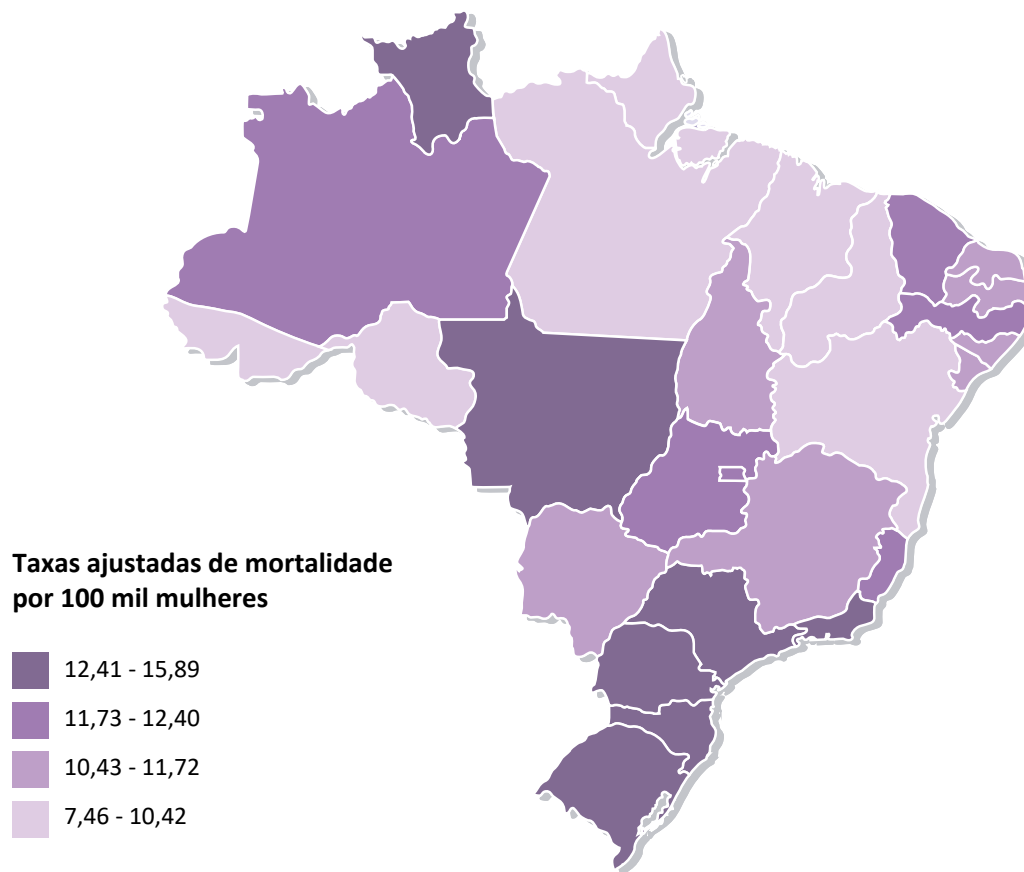 Taxas ajustadas de mortalidade
por 100 mil mulheres
12,41 - 15,89
11,73 - 12,40
10,43 - 11,72
7,46 - 10,42